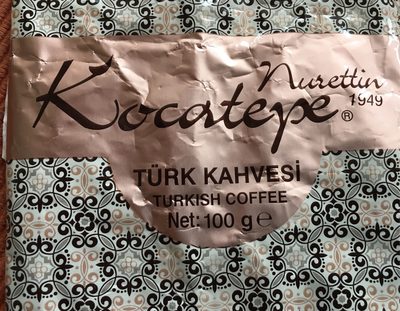 Nurettin
Kocatepe ® 1949
TÜRK KAHVESİ
TURKISH COFFEE
Net: 100 g ℮